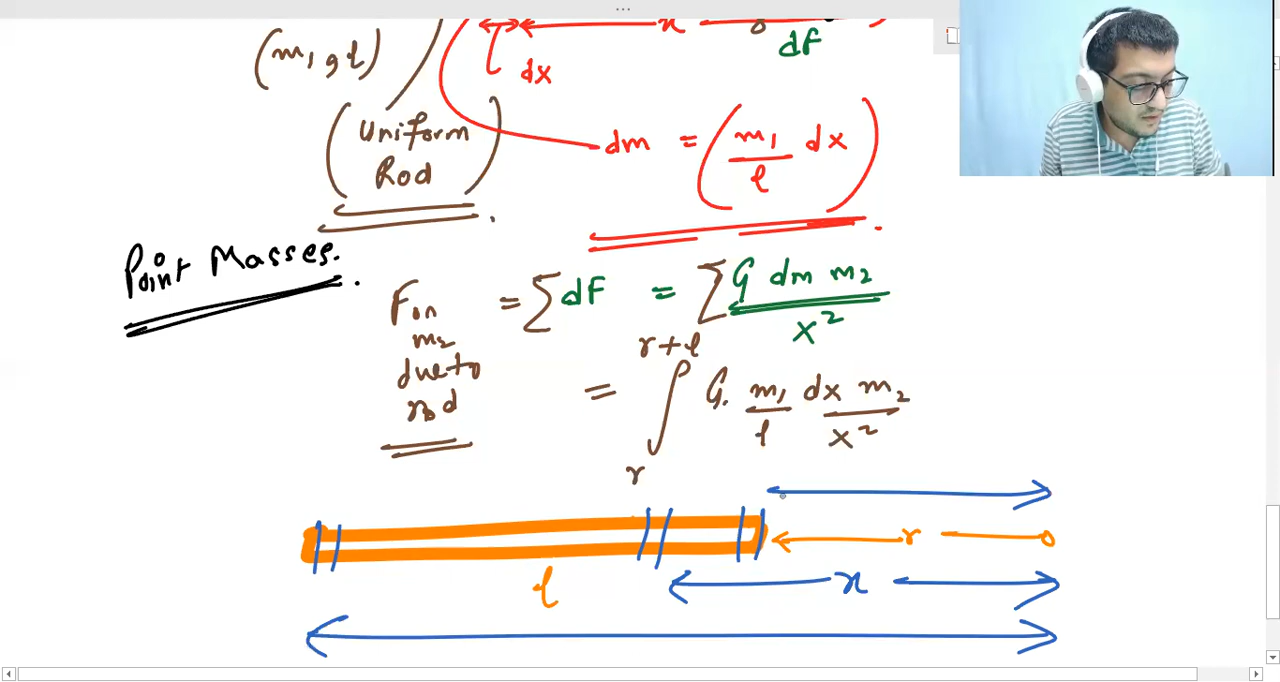 x
dF
(m₁, l)
dx
(Uniform
Rod)
dm = (m₁/l dx)
Point Masses.
F on m₂ due to rod = ∑dF = ∑ G dm m₂/x²
= ∫ᵣʳ⁺ˡ G. m₁/l dx m₂/x²
r
l
x